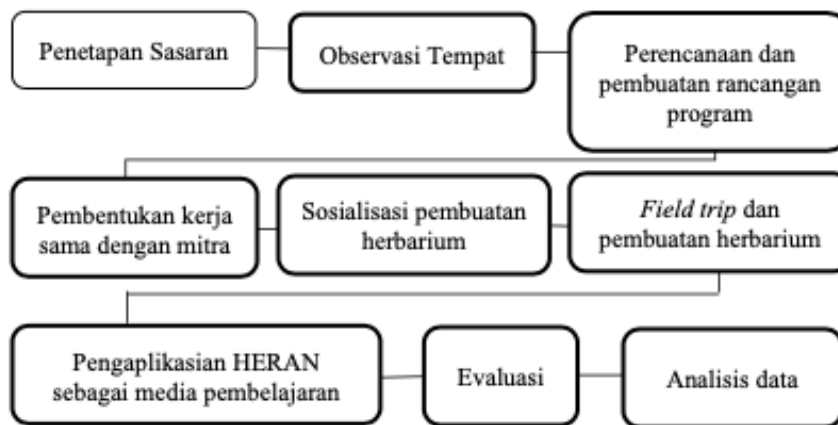 Penetapan Sasaran
Observasi Tempat
Perencanaan dan
pembuatan rancangan
program
Pembentukan kerja
sama dengan mitra
Sosialisasi pembuatan
herbarium
Field trip dan
pembuatan herbarium
Pengaplikasian HERAN
sebagai media pembelajaran
Evaluasi
Analisis data